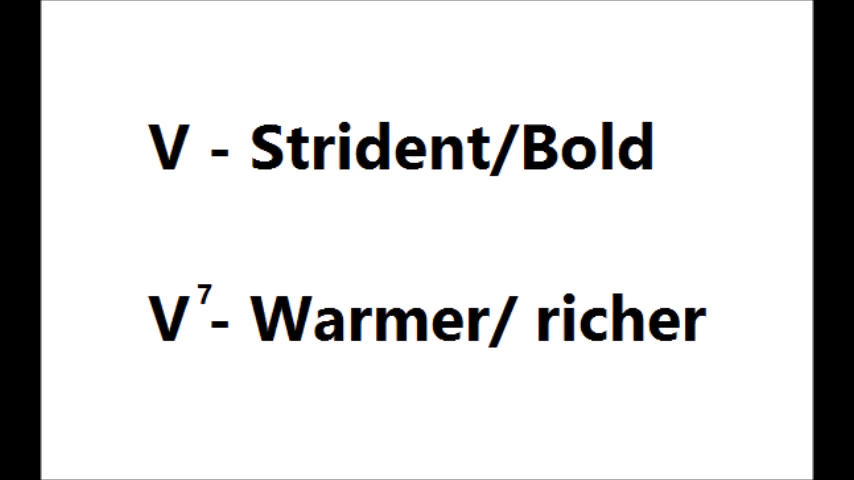 V - Strident/Bold
V⁷- Warmer/ richer